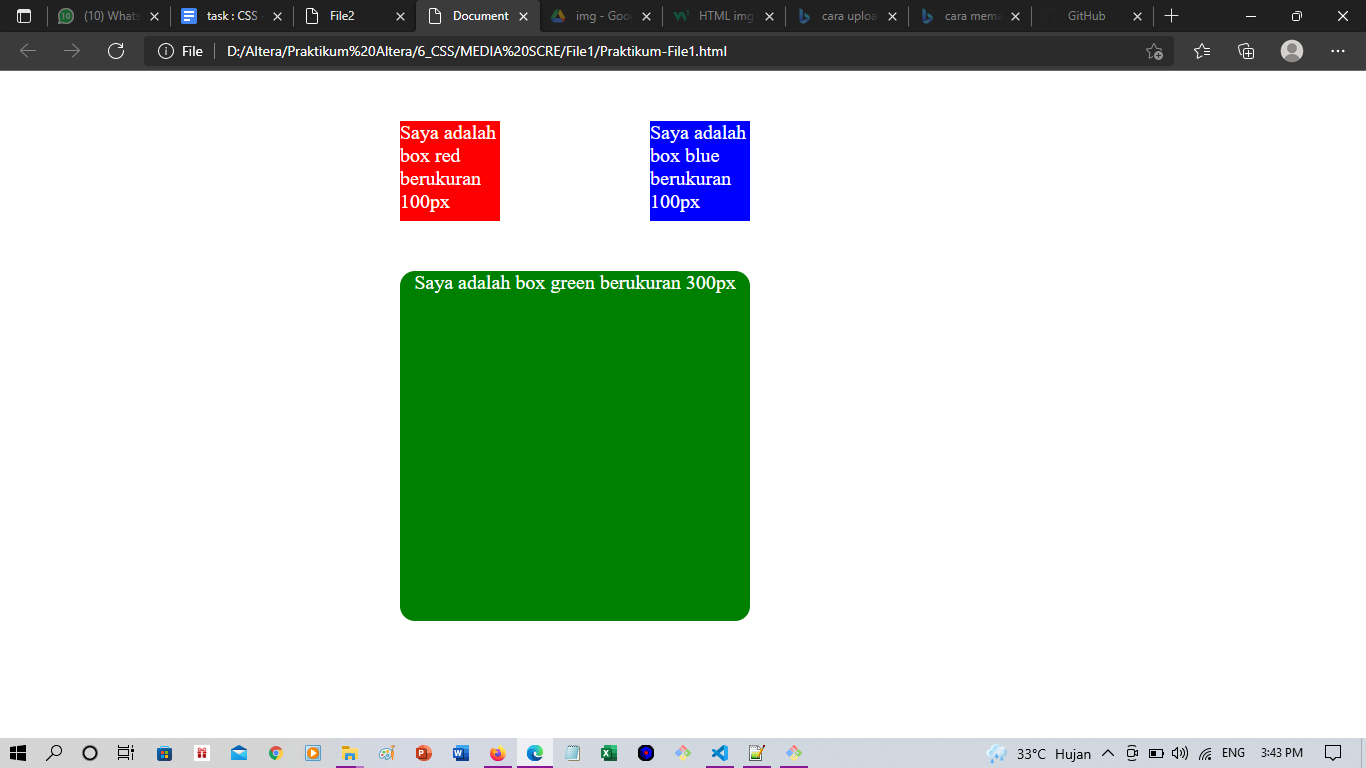 (10) Whats
task : CSS
File2
Document
img - Goo
HTML img
cara uploa
cara mema
GitHub
File
D:/Altera/Praktikum%20Altera/6_CSS/MEDIA%20SCRE/File1/Praktikum-File1.html
Saya adalah
box red
berukuran
100px
Saya adalah
box blue
berukuran
100px
Saya adalah box green berukuran 300px
33°C Hujan
ENG
3:43 PM